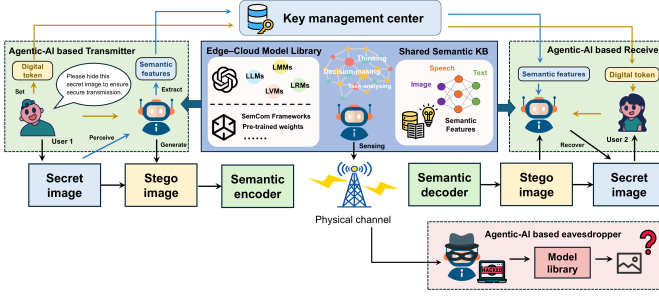 Key management center
Agentic-AI based Transmitter
Digital
token
Semantic
features
Set
Extract
Please hide this
secret image to ensure
secure transmission.
User 1
Perceive
Generate
Edge–Cloud Model Library
LLMs
LMMs
LVMs
LRMs
SemCom Frameworks
Pre-trained weights
......
Thinking
Decision-making
Task-analysing
Sensing
Shared Semantic KB
Speech
Image
Text
Semantic
Features
Agentic-AI based Receive
Semantic features
Digital token
User 2
Recover
Secret
image
Stego
image
Semantic
encoder
Physical channel
Semantic
decoder
Stego
image
Secret
image
Agentic-AI based eavesdropper
HACKED
Model
library
?